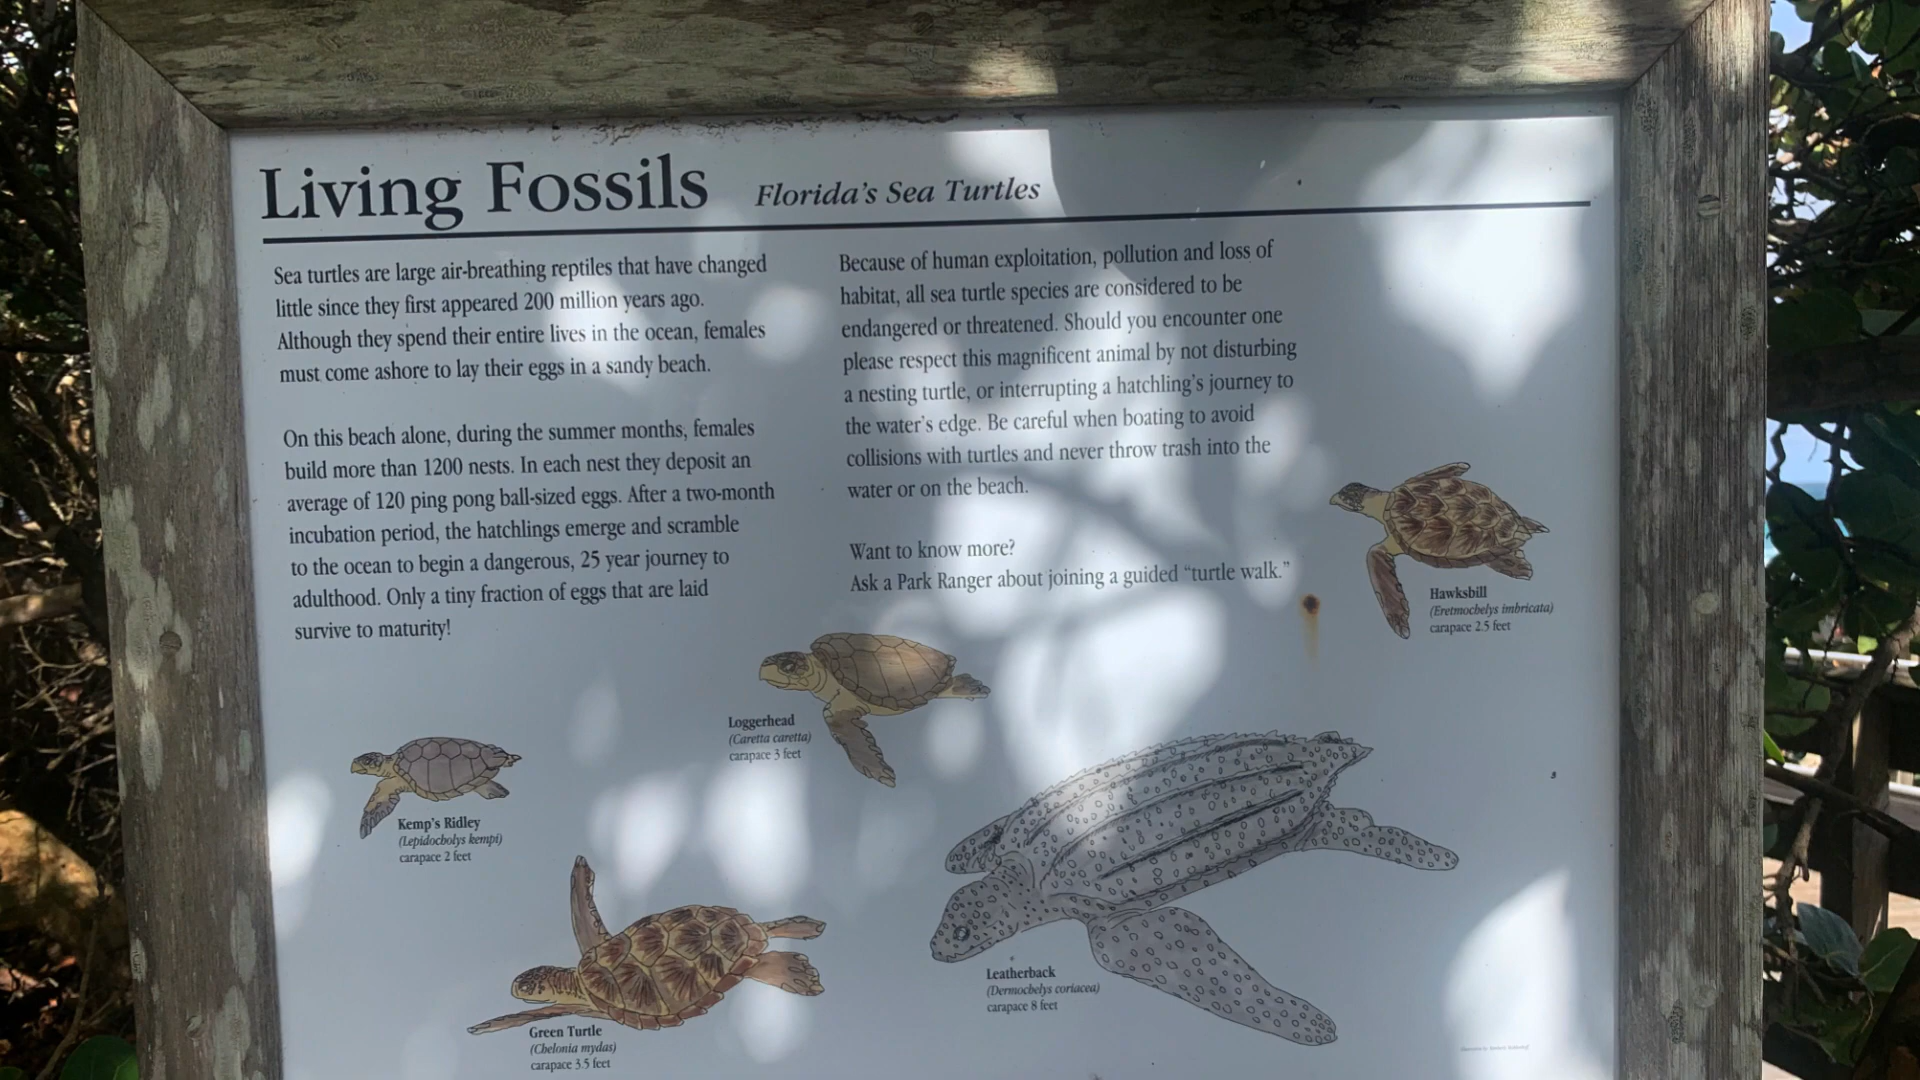 Living Fossils Florida's Sea Turtles
Sea turtles are large air-breathing reptiles that have changed
little since they first appeared 200 million years ago.
Although they spend their entire lives in the ocean, females
must come ashore to lay their eggs in a sandy beach.
On this beach alone, during the summer months, females
build more than 1200 nests. In each nest they deposit an
average of 120 ping pong ball-sized eggs. After a two-month
incubation period, the hatchlings emerge and scramble
to the ocean to begin a dangerous, 25 year journey to
adulthood. Only a tiny fraction of eggs that are laid
survive to maturity!
Because of human exploitation, pollution and loss of
habitat, all sea turtle species are considered to be
endangered or threatened. Should you encounter one
please respect this magnificent animal by not disturbing
a nesting turtle, or interrupting a hatchling's journey to
the water's edge. Be careful when boating to avoid
collisions with turtles and never throw trash into the
water or on the beach.
Want to know more?
Ask a Park Ranger about joining a guided “turtle walk.”
Hawksbill
(Eretmochelys imbricata)
carapace 2.5 feet
Loggerhead
(Caretta caretta)
carapace 3 feet
Kemp's Ridley
(Lepidocholys kempi)
carapace 2 feet
Leatherback
(Dermochelys coriacea)
carapace 8 feet
Green Turtle
(Chelonia mydas)
carapace 3.5 feet